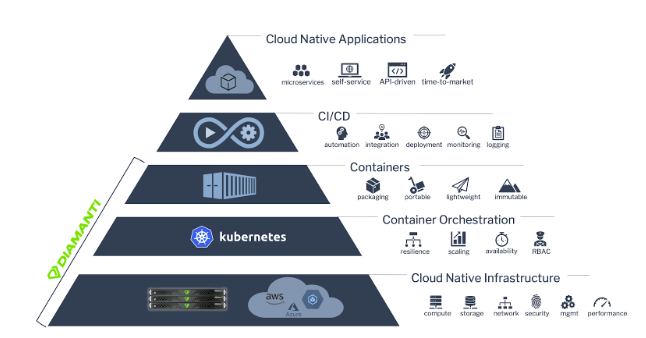 Cloud Native Applications
microservices self-service API-driven time-to-market
CI/CD
automation integration deployment monitoring logging
Containers
packaging portable lightweight immutable
DIAMANTI
kubernetes
Container Orchestration
resilience scaling availability RBAC
Cloud Native Infrastructure
aws
Azure
compute storage network security mgmt performance